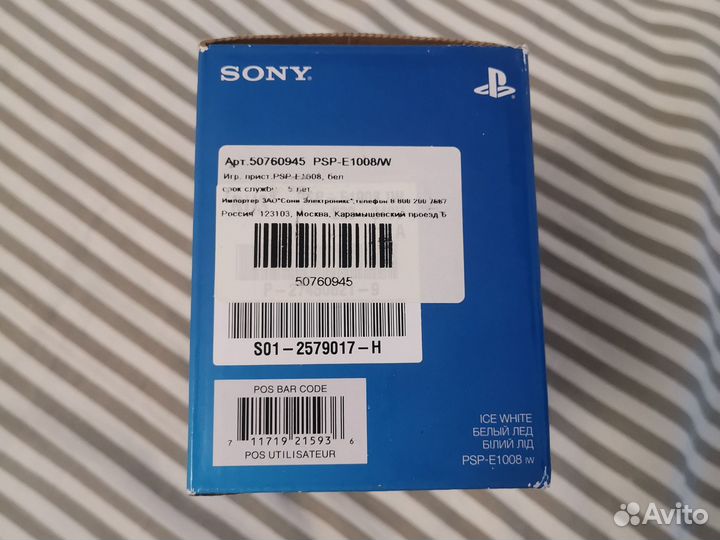 SONY
Арт.50760945 PSP-E1008/W
Игр. прист.PSP-E1008, бел
срок службы 5 лет
Импортер ЗАО"Сони Электроникс",телефон 8 800 200 7667
Россия 123103, Москва, Карамышевский проезд
50760945
S01-2579017-H
POS BAR CODE
7 11719 21593 6
POS UTILISATEUR
ICE WHITE
БЕЛЫЙ ЛЕД
БІЛИЙ ЛІД
PSP-E1008 IW
Avito